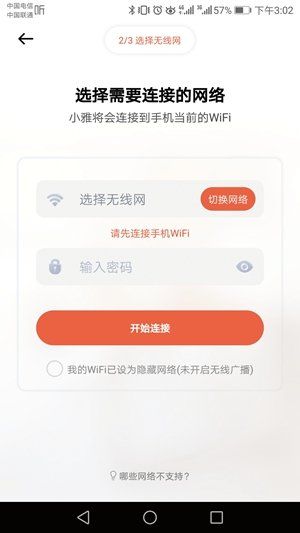 中国电信
中国联通
57% 下午3:02
2/3 选择无线网
选择需要连接的网络
小雅将会连接到手机当前的WiFi
选择无线网
切换网络
请先连接手机WiFi
输入密码
开始连接
我的WiFi已设为隐藏网络(未开启无线广播)
哪些网络不支持?